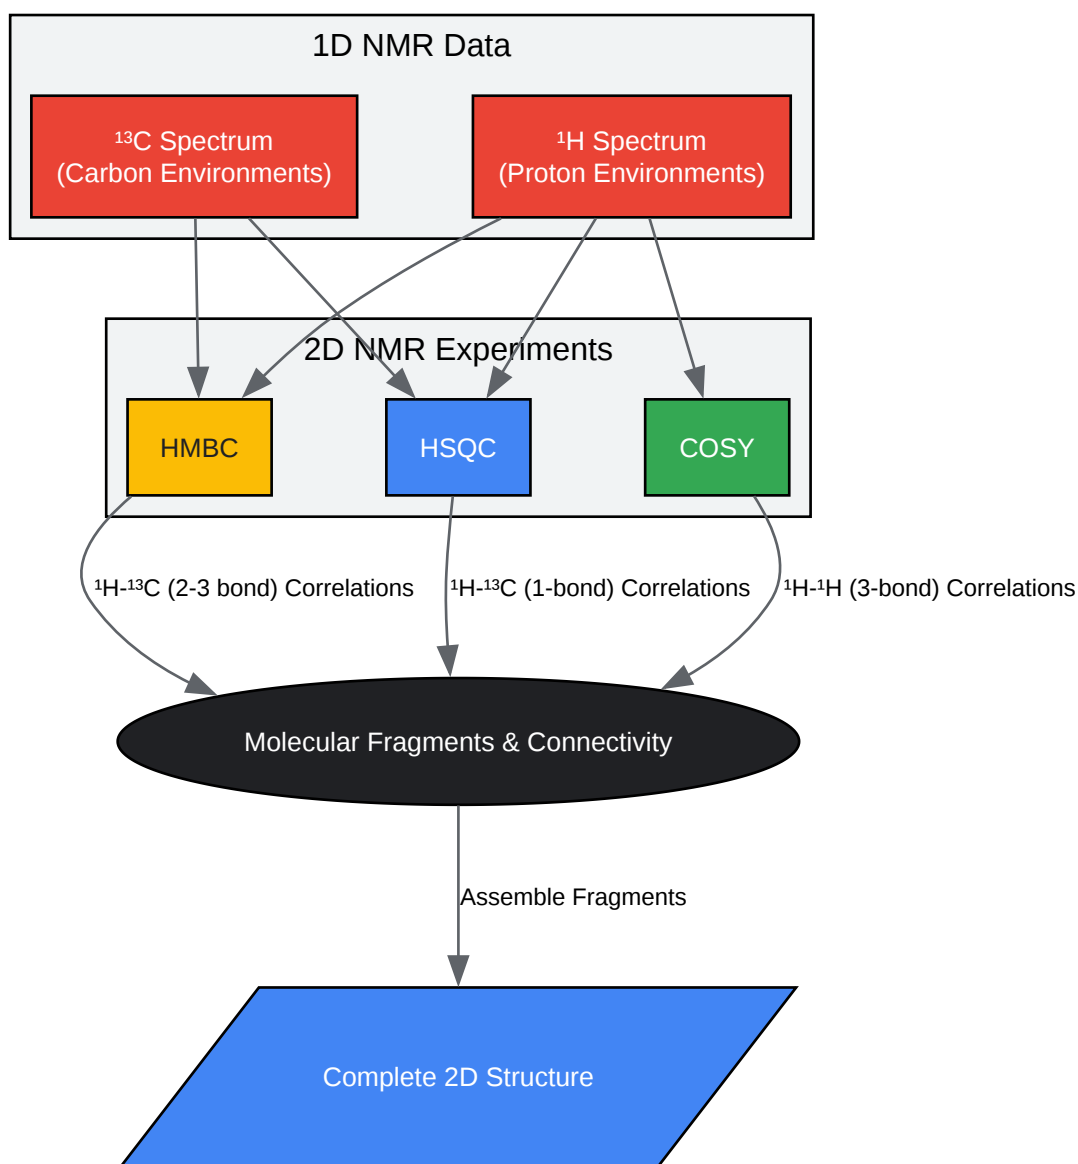 1D NMR Data
¹³C Spectrum
(Carbon Environments)
¹H Spectrum
(Proton Environments)
2D NMR Experiments
HMBC
HSQC
COSY
¹H-¹³C (2-3 bond) Correlations
¹H-¹³C (1-bond) Correlations
¹H-¹H (3-bond) Correlations
Molecular Fragments & Connectivity
Assemble Fragments
Complete 2D Structure